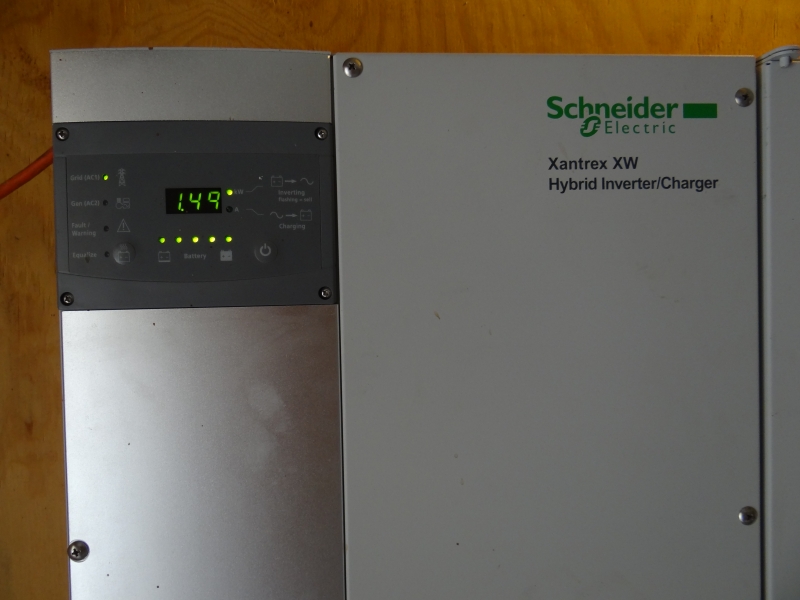 Schneider
Electric
Xantrex XW
Hybrid Inverter/Charger
Grid (AC1)
Gen (AC2)
Fault /
Warning
Equalize
1.49
kW
Inverting
Charging
Battery